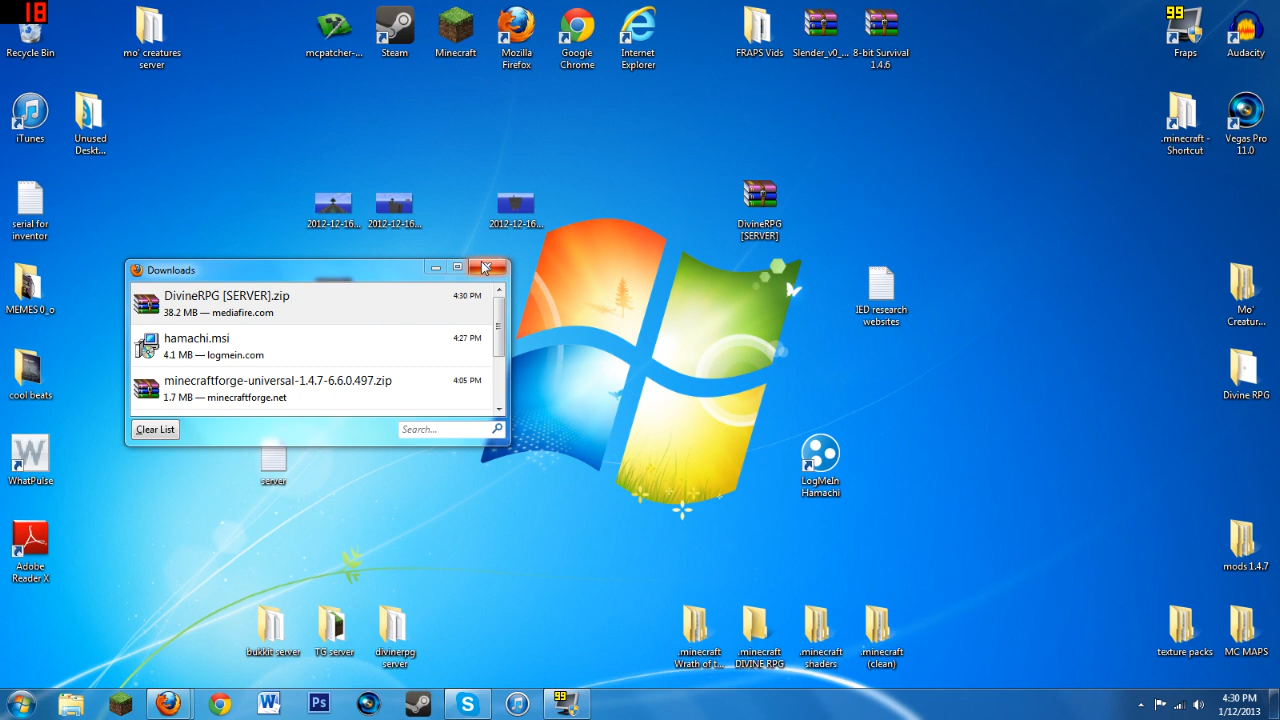 18
Recycle Bin
mo' creatures
server
mcpatcher-...
Steam
Minecraft
Mozilla
Firefox
Google
Chrome
Internet
Explorer
FRAPS Vids
Slender_v0_...
8-bit Survival
1.4.6
99
Fraps
Audacity
iTunes
Unused
Deskt...
.minecraft -
Shortcut
Vegas Pro
11.0
serial for
inventor
2012-12-16...
2012-12-16...
2012-12-16...
DivineRPG
[SERVER]
MEMES 0_o
Downloads
DivineRPG [SERVER].zip
4:30 PM
38.2 MB — mediafire.com
hamachi.msi
4:27 PM
4.1 MB — logmein.com
minecraftforge-universal-1.4.7-6.6.0.497.zip
4:05 PM
1.7 MB — minecraftforge.net
Clear List
Search...
IED research
websites
Mo'
Creatur...
cool beats
Divine RPG
W
WhatPulse
server
LogMeIn
Hamachi
Adobe
Reader X
mods 1.4.7
bukkit server
TG server
divinerpg
server
.minecraft
Wrath of t...
.minecraft
DIVINE RPG
.minecraft
shaders
.minecraft
(clean)
texture packs
MC MAPS
W
Ps
S
99
4:30 PM
1/12/2013